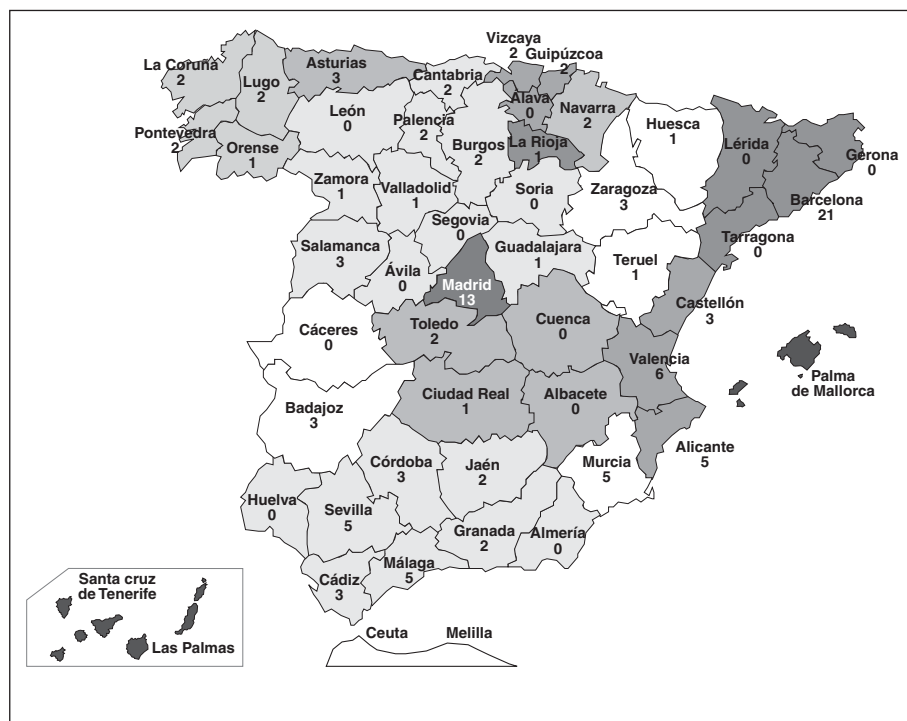 Vizcaya
2
Guipúzcoa
2
La Coruña
2
Lugo
2
Asturias
3
Cantabria
2
Álava
0
Navarra
2
Huesca
1
Lérida
0
Gerona
0
León
0
Palencia
2
Burgos
2
La Rioja
1
Pontevedra
2
Orense
1
Zamora
1
Valladolid
1
Soria
0
Zaragoza
3
Barcelona
21
Segovia
0
Salamanca
3
Ávila
0
Guadalajara
1
Teruel
1
Tarragona
0
Madrid
13
Castellón
3
Cáceres
0
Toledo
2
Cuenca
0
Valencia
6
Palma
de Mallorca
Badajoz
3
Ciudad Real
1
Albacete
0
Alicante
5
Córdoba
3
Jaén
2
Murcia
5
Huelva
0
Sevilla
5
Granada
2
Almería
0
Cádiz
3
Málaga
5
Santa cruz
de Tenerife
Las Palmas
Ceuta
Melilla